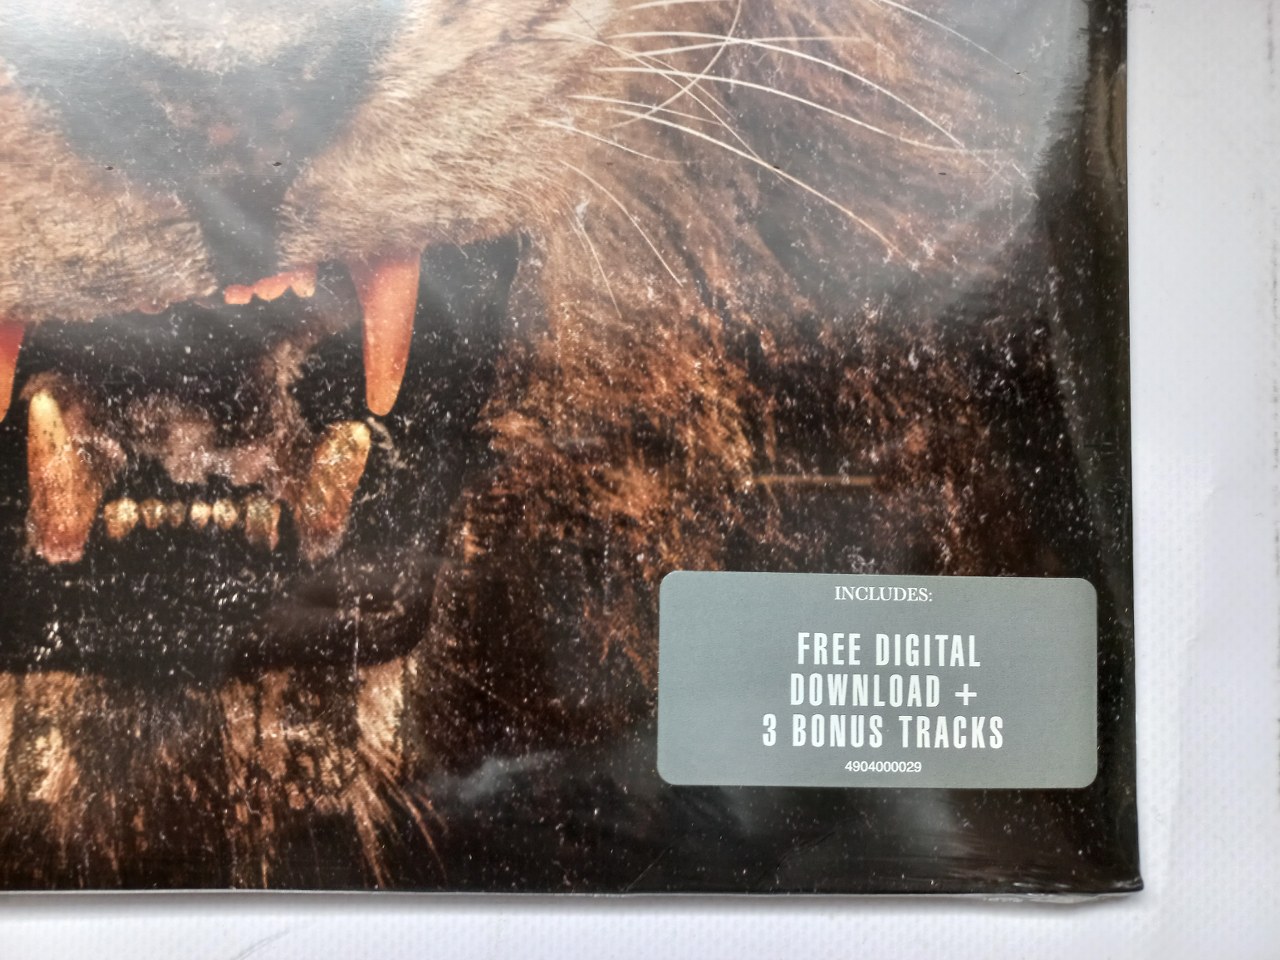 INCLUDES:
FREE DIGITAL
DOWNLOAD +
3 BONUS TRACKS
4904000029